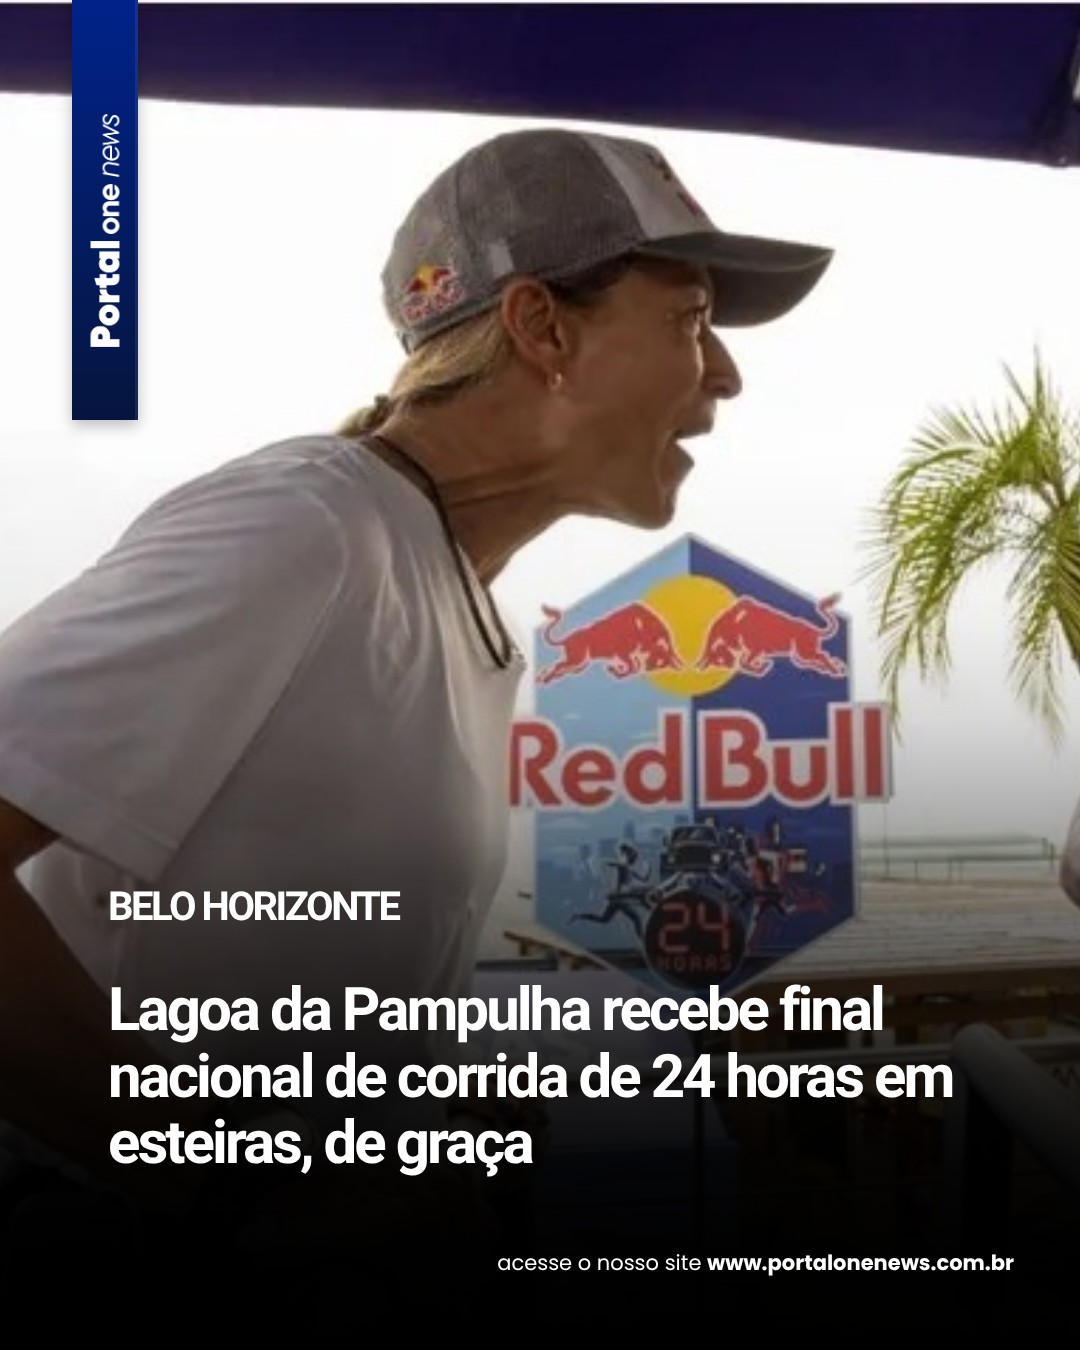 Portal one news
Red Bull
24
HORAS
BELO HORIZONTE
Lagoa da Pampulha recebe final
nacional de corrida de 24 horas em
esteiras, de graça
acesse o nosso site www.portalonenews.com.br